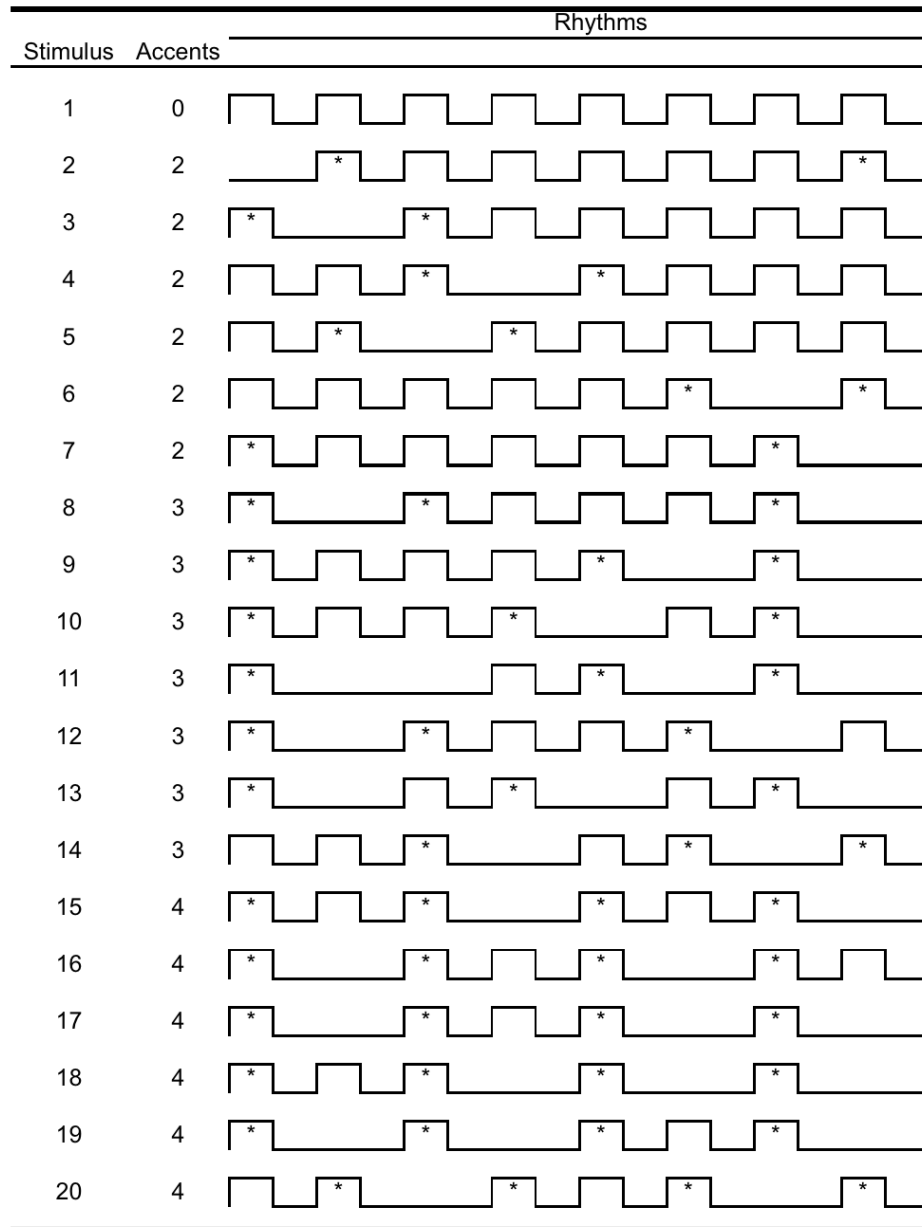 Rhythms
Stimulus Accents
1 0
2 2 * *
3 2 * *
4 2 * *
5 2 * *
6 2 * *
7 2 * *
8 3 * * *
9 3 * * *
10 3 * * *
11 3 * * *
12 3 * * *
13 3 * * *
14 3 * * *
15 4 * * * *
16 4 * * * *
17 4 * * * *
18 4 * * * *
19 4 * * * *
20 4 * * * *